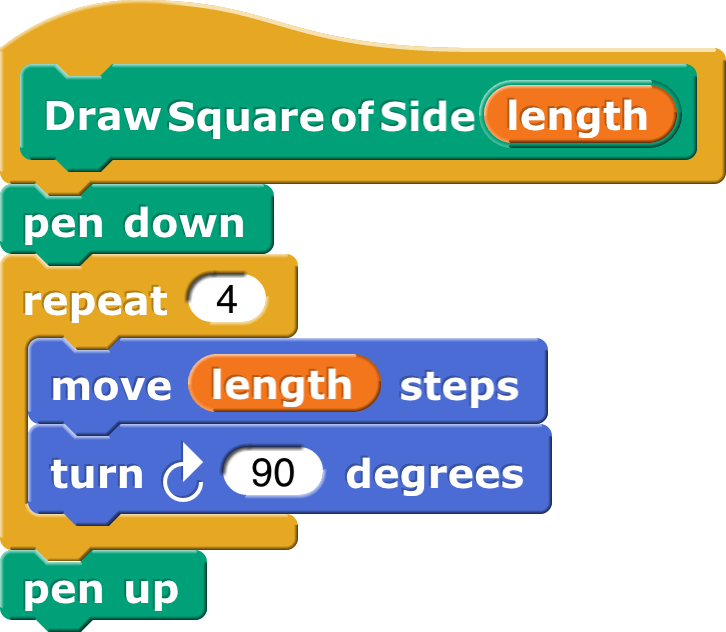 Draw Square of Side length
pen down
repeat 4
move length steps
turn 90 degrees
pen up